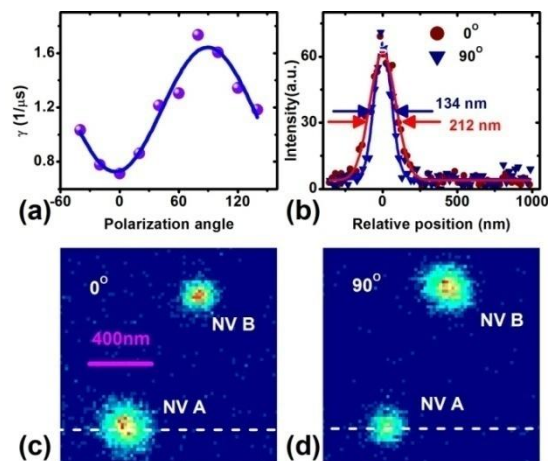 1.6
1.2
0.8
γ (1/μs)
-60
0
60
120
(a)
Polarization angle
60
30
0
Intensity(a.u.)
0°
90°
134 nm
212 nm
0
500
1000
(b)
Relative position (nm)
0°
NV B
400nm
NV A
(c)
90°
NV B
NV A
(d)